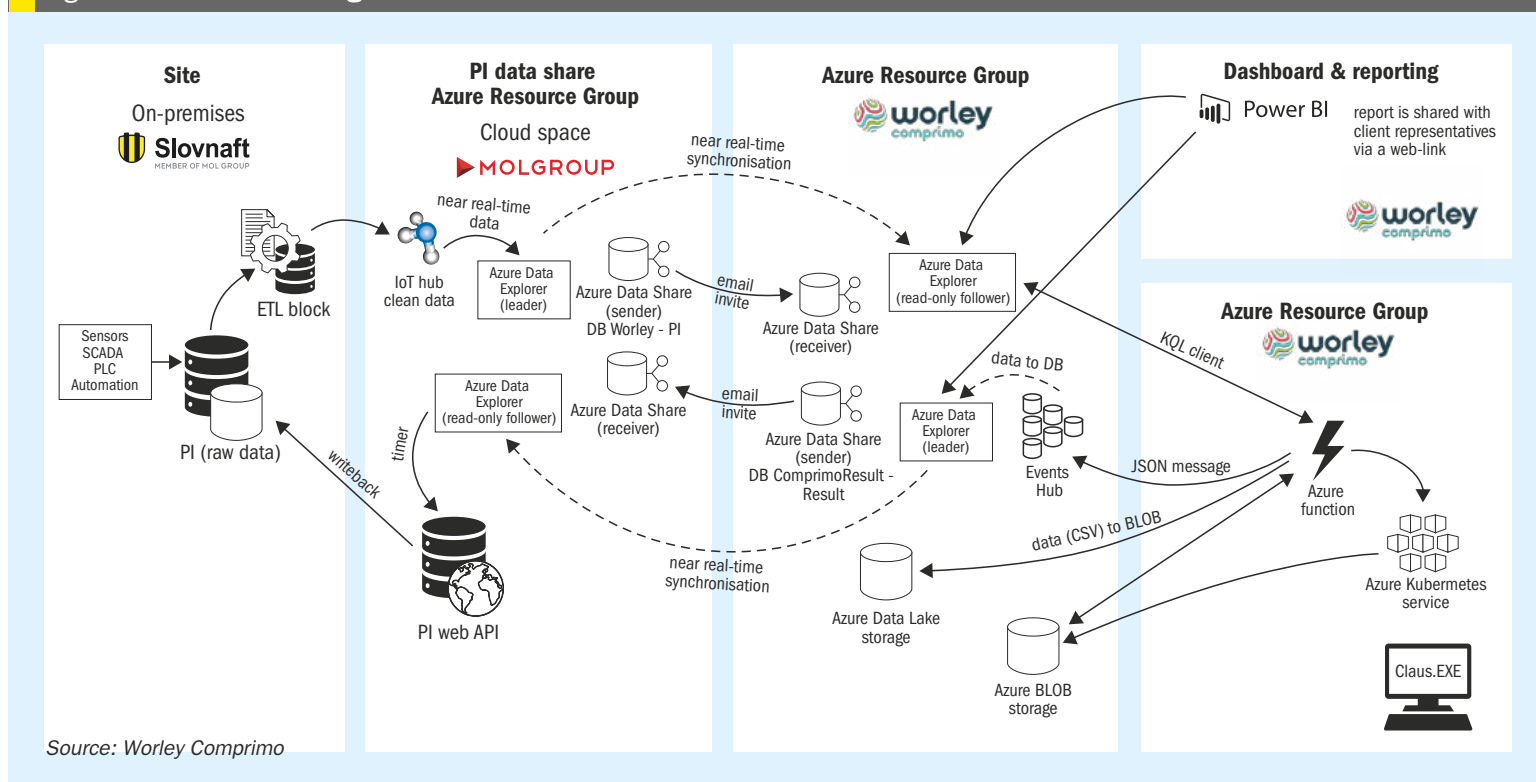 Site
On-premises
Slovnaft
MEMBER OF MOL GROUP
ETL block
Sensors
SCADA
PLC
Automation
PI (raw data)
writeback
PI data share
Azure Resource Group
Cloud space
MOLGROUP
near real-time
data
IoT hub
clean data
Azure Data
Explorer
(leader)
Azure Data Share
(sender)
DB Worley - PI
Azure Data
Explorer
(read-only follower)
Azure Data Share
(receiver)
timer
PI web API
near real-time
synchronisation
email
invite
email
invite
near real-time
synchronisation
Azure Resource Group
worley
comprimo
Azure Data
Explorer
(read-only follower)
Azure Data Share
(receiver)
data to DB
Azure Data Share
(sender)
DB ComprimoResult -
Result
Azure Data
Explorer
(leader)
Events
Hub
JSON message
KQL client
data (CSV) to BLOB
Azure Data Lake
storage
Azure BLOB
storage
Dashboard & reporting
Power BI
report is shared with
client representatives
via a web-link
worley
comprimo
Azure Resource Group
worley
comprimo
Azure
function
Azure Kubernetes
service
Claus.EXE
Source: Worley Comprimo